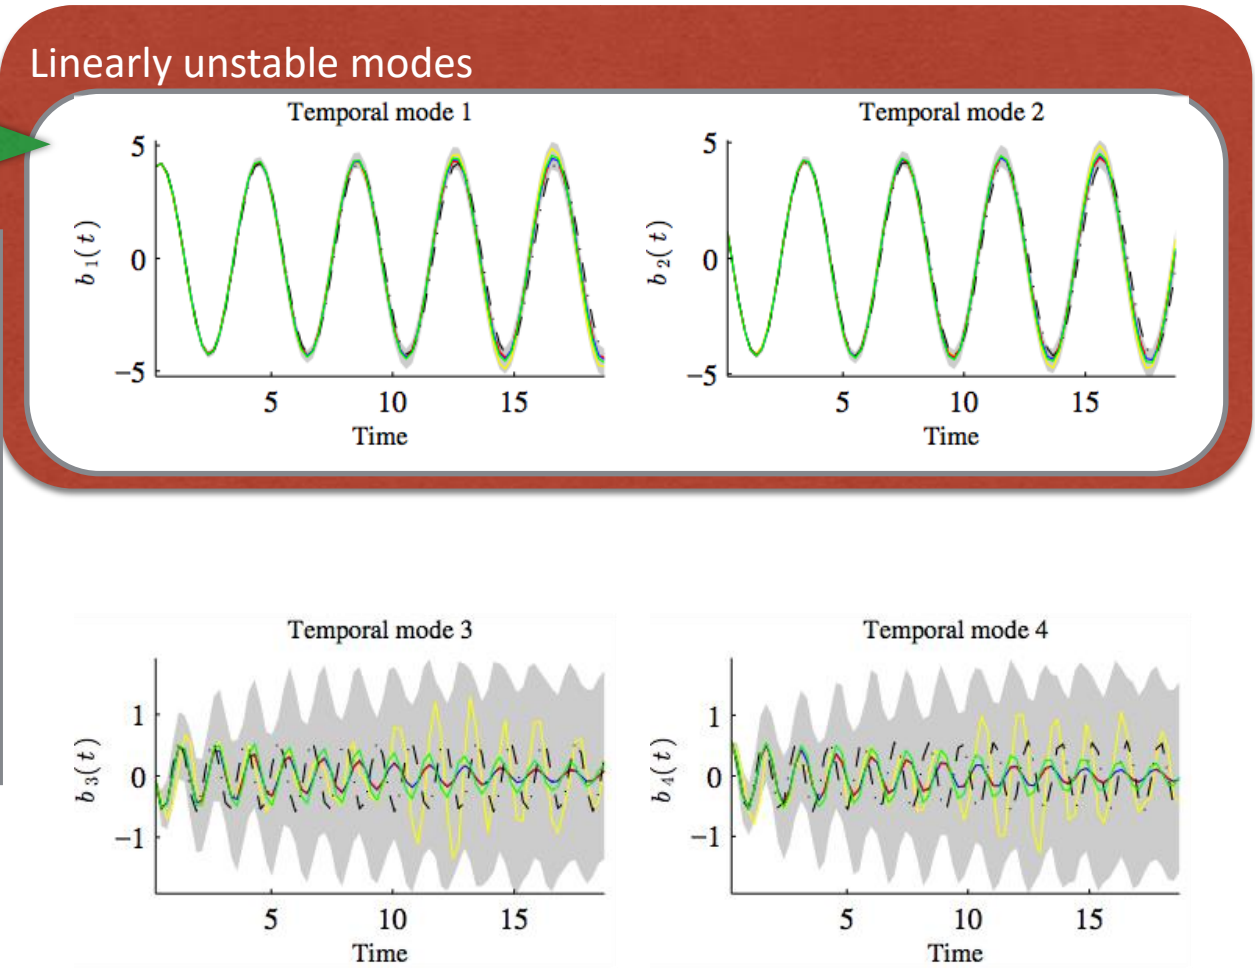 Linearly unstable modes
Temporal mode 1
5
0
−5
b₁(t)
5 10 15
Time
Temporal mode 2
5
0
−5
b₂(t)
5 10 15
Time
Temporal mode 3
1
0
−1
b₃(t)
5 10 15
Time
Temporal mode 4
1
0
−1
b₄(t)
5 10 15
Time